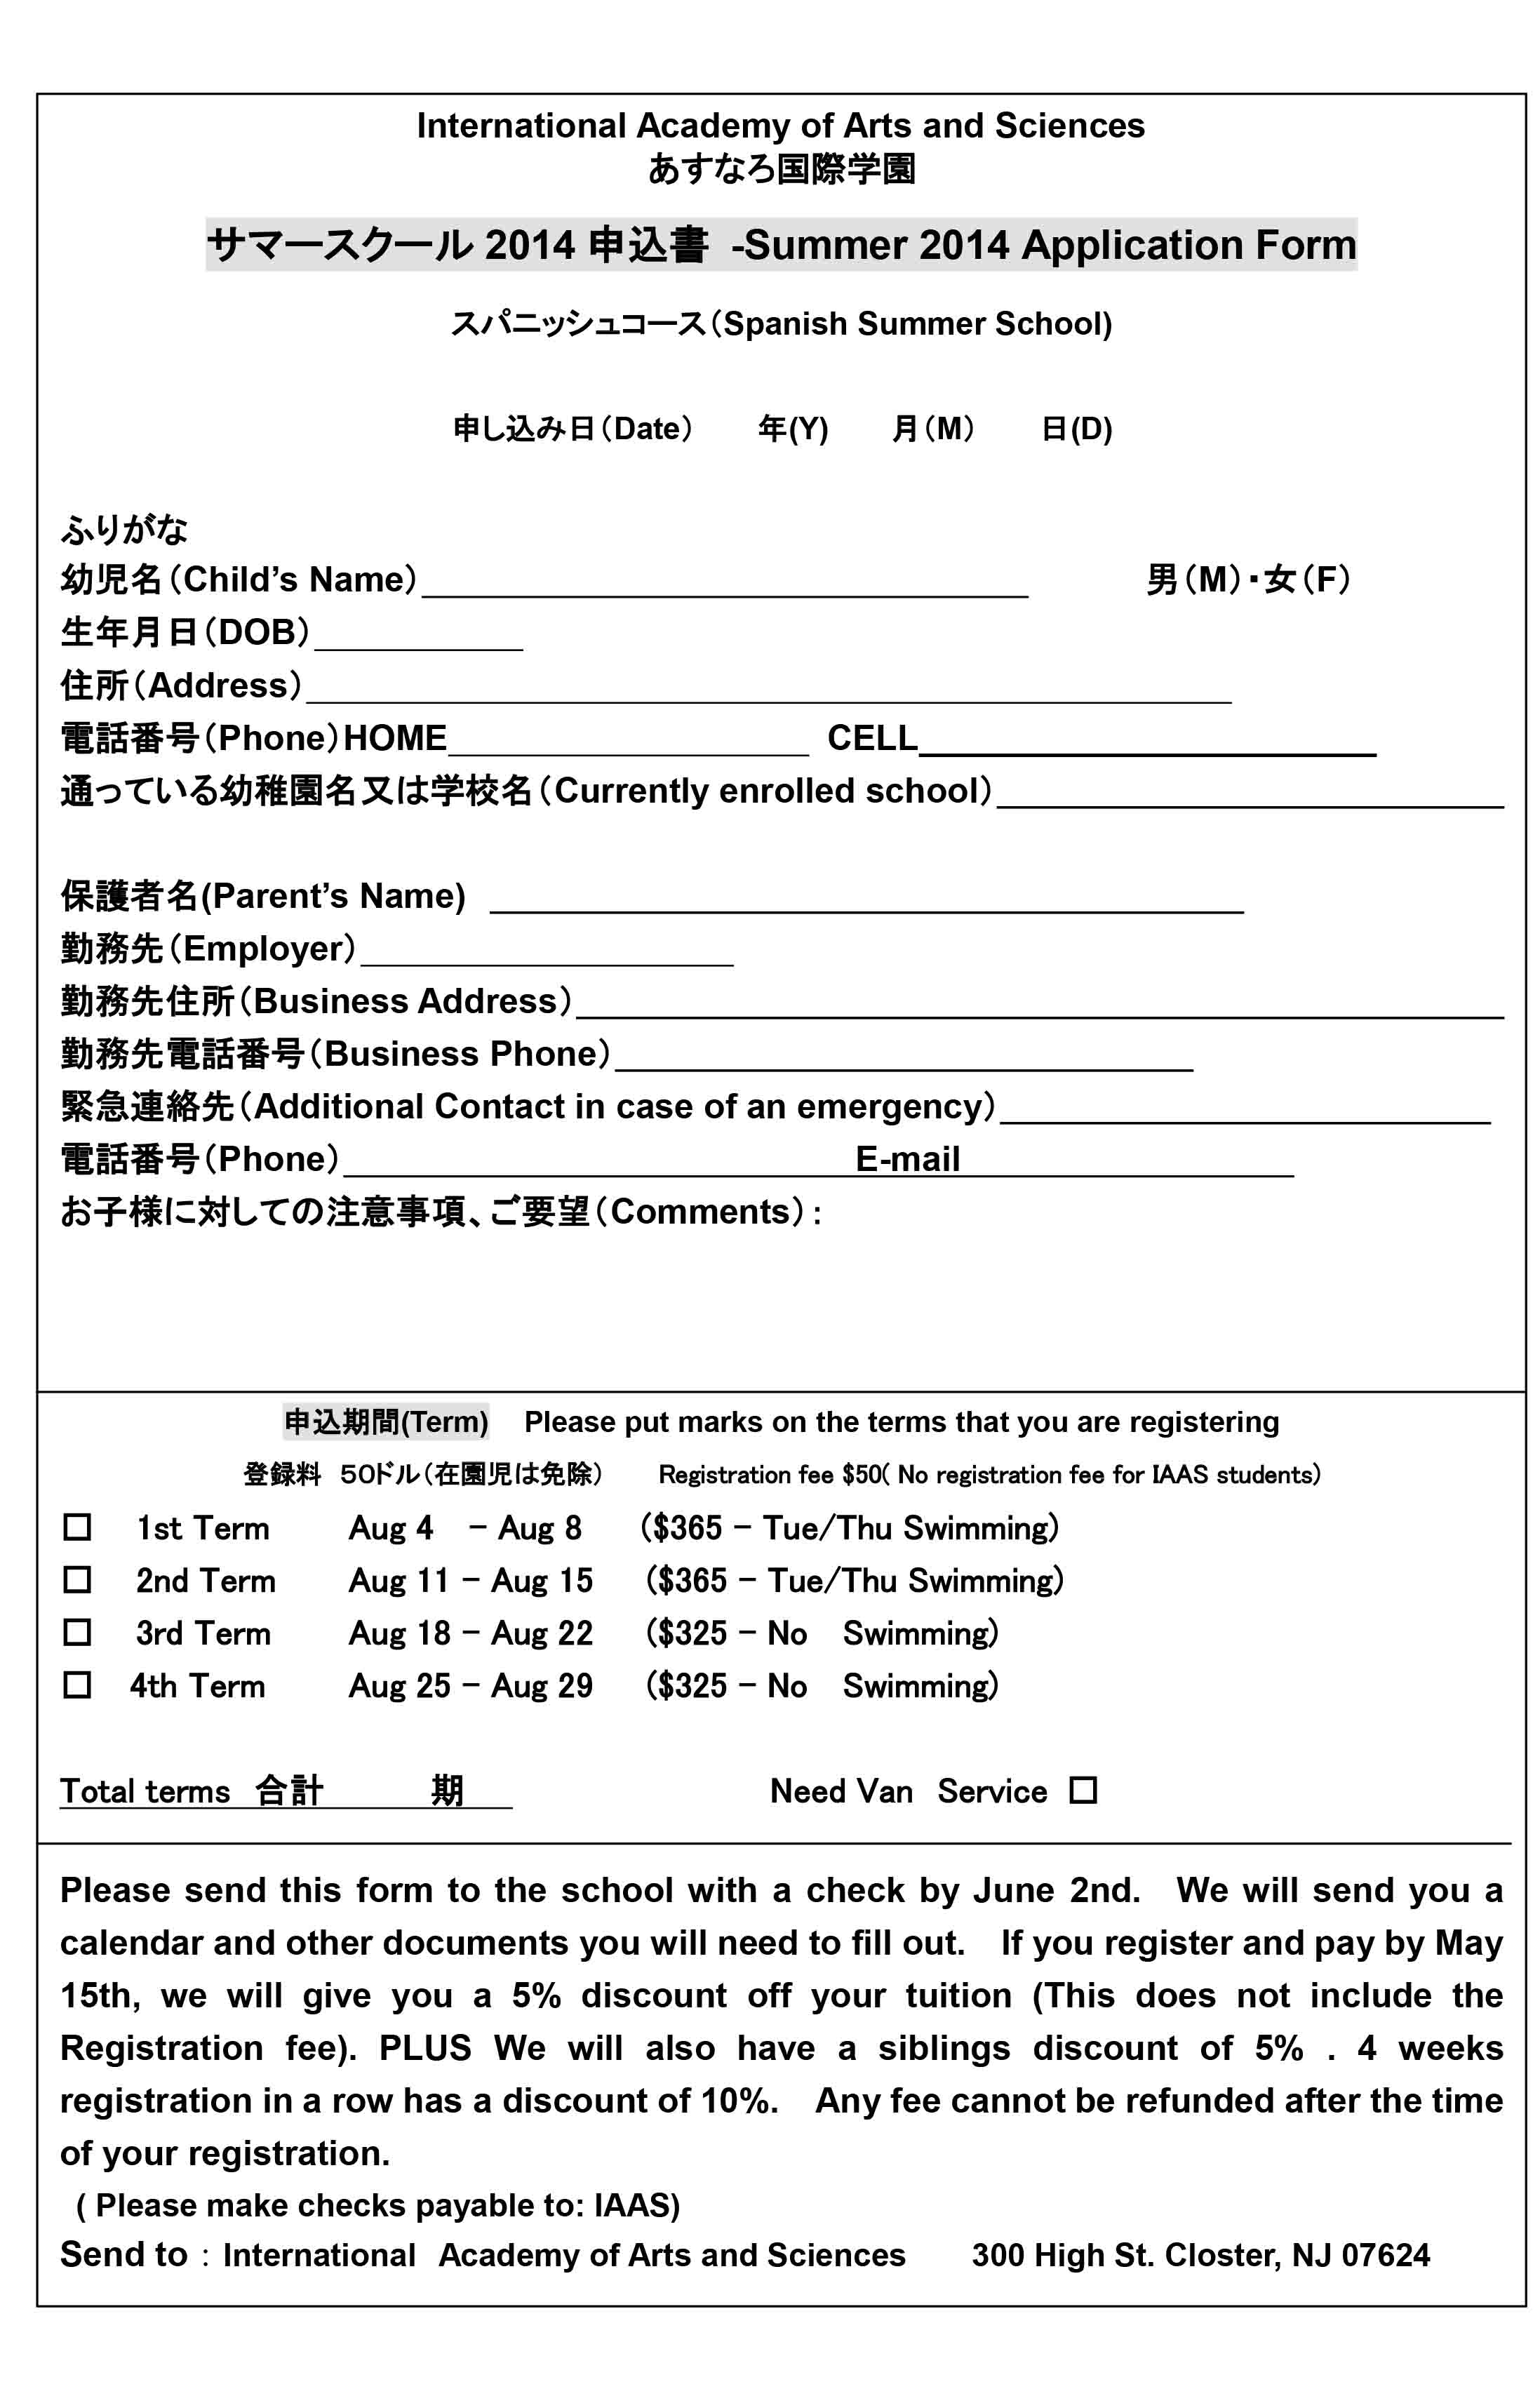 International Academy of Arts and Sciences
あすなろ国際学園
サマースクール 2014 申込書 -Summer 2014 Application Form
スパニッシュコース（Spanish Summer School)
申し込み日（Date） 年(Y) 月（M） 日(D)
ふりがな
幼児名（Child’s Name） 男（M）・女（F）
生年月日（DOB）
住所（Address）
電話番号（Phone）HOME CELL
通っている幼稚園名又は学校名（Currently enrolled school）
保護者名(Parent’s Name)
勤務先（Employer）
勤務先住所（Business Address）
勤務先電話番号（Business Phone）
緊急連絡先（Additional Contact in case of an emergency）
電話番号（Phone） E-mail
お子様に対しての注意事項、ご要望（Comments）：
申込期間(Term) Please put marks on the terms that you are registering
登録料 ５０ドル（在園児は免除） Registration fee $50( No registration fee for IAAS students)
□ 1st Term Aug 4 － Aug 8 ($365 － Tue/Thu Swimming)
□ 2nd Term Aug 11 － Aug 15 ($365 － Tue/Thu Swimming)
□ 3rd Term Aug 18 － Aug 22 ($325 － No Swimming)
□ 4th Term Aug 25 － Aug 29 ($325 － No Swimming)
Total terms 合計 期 Need Van Service □
Please send this form to the school with a check by June 2nd. We will send you a
calendar and other documents you will need to fill out. If you register and pay by May
15th, we will give you a 5% discount off your tuition (This does not include the
Registration fee). PLUS We will also have a siblings discount of 5% . 4 weeks
registration in a row has a discount of 10%. Any fee cannot be refunded after the time
of your registration.
( Please make checks payable to: IAAS)
Send to : International Academy of Arts and Sciences 300 High St. Closter, NJ 07624